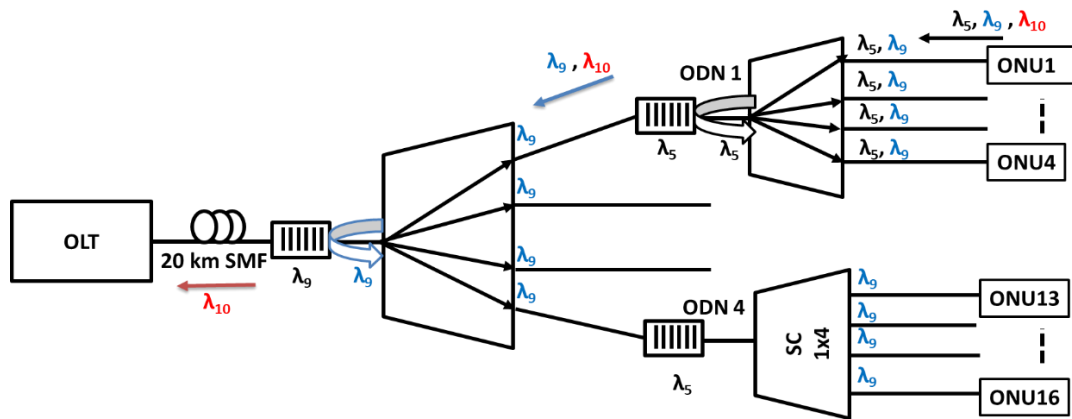 λ5, λ9 , λ10
λ9 , λ10
ODN 1
λ5, λ9
ONU1
λ5, λ9
λ5, λ9
λ5
λ5
λ5, λ9
ONU4
λ9
λ9
OLT
20 km SMF
λ9
λ9
λ10
λ9
λ9
ODN 4
λ5
SC
1x4
λ9
ONU13
λ9
λ9
λ9
ONU16